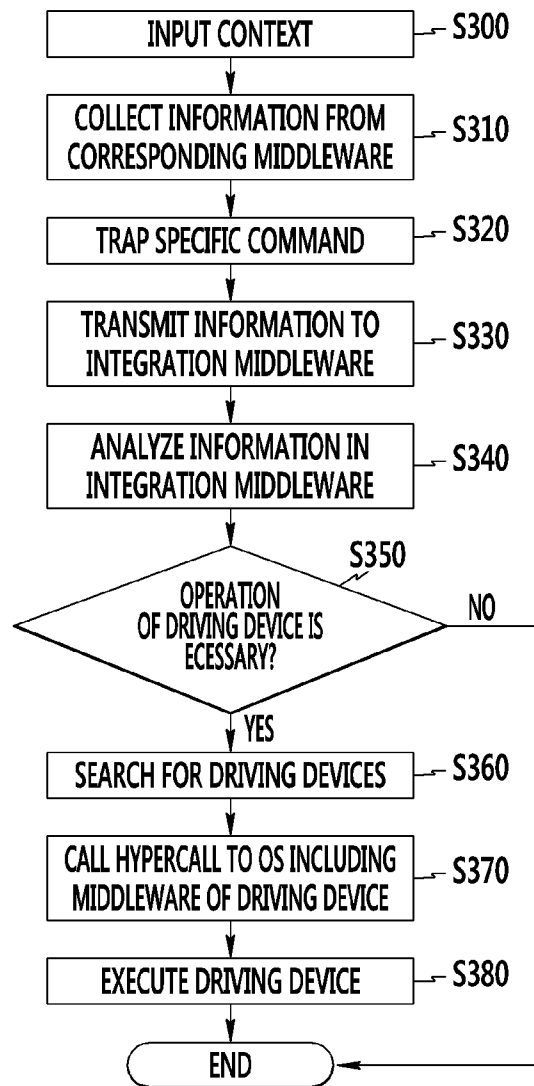 INPUT CONTEXT
S300
COLLECT INFORMATION FROM
CORRESPONDING MIDDLEWARE
S310
TRAP SPECIFIC COMMAND
S320
TRANSMIT INFORMATION TO
INTEGRATION MIDDLEWARE
S330
ANALYZE INFORMATION IN
INTEGRATION MIDDLEWARE
S340
S350
OPERATION
OF DRIVING DEVICE IS
ECESSARY?
NO
YES
SEARCH FOR DRIVING DEVICES
S360
CALL HYPERCALL TO OS INCLUDING
MIDDLEWARE OF DRIVING DEVICE
S370
EXECUTE DRIVING DEVICE
S380
END